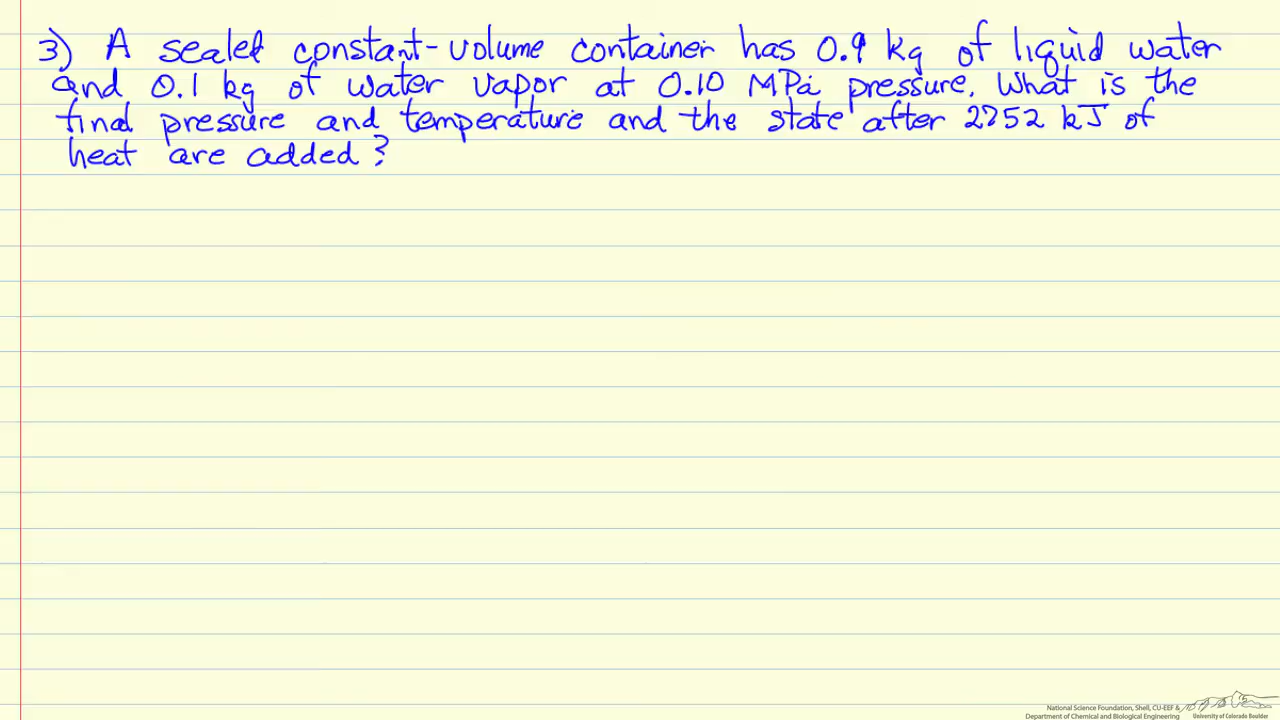 3) A sealed constant-volume container has 0.9 kg of liquid water
and 0.1 kg of water vapor at 0.10 MPa pressure. What is the
final pressure and temperature and the state after 2752 kJ of
heat are added?
National Science Foundation, Shell, CU-EEF &
Department of Chemical and Biological Engineering
University of Colorado Boulder